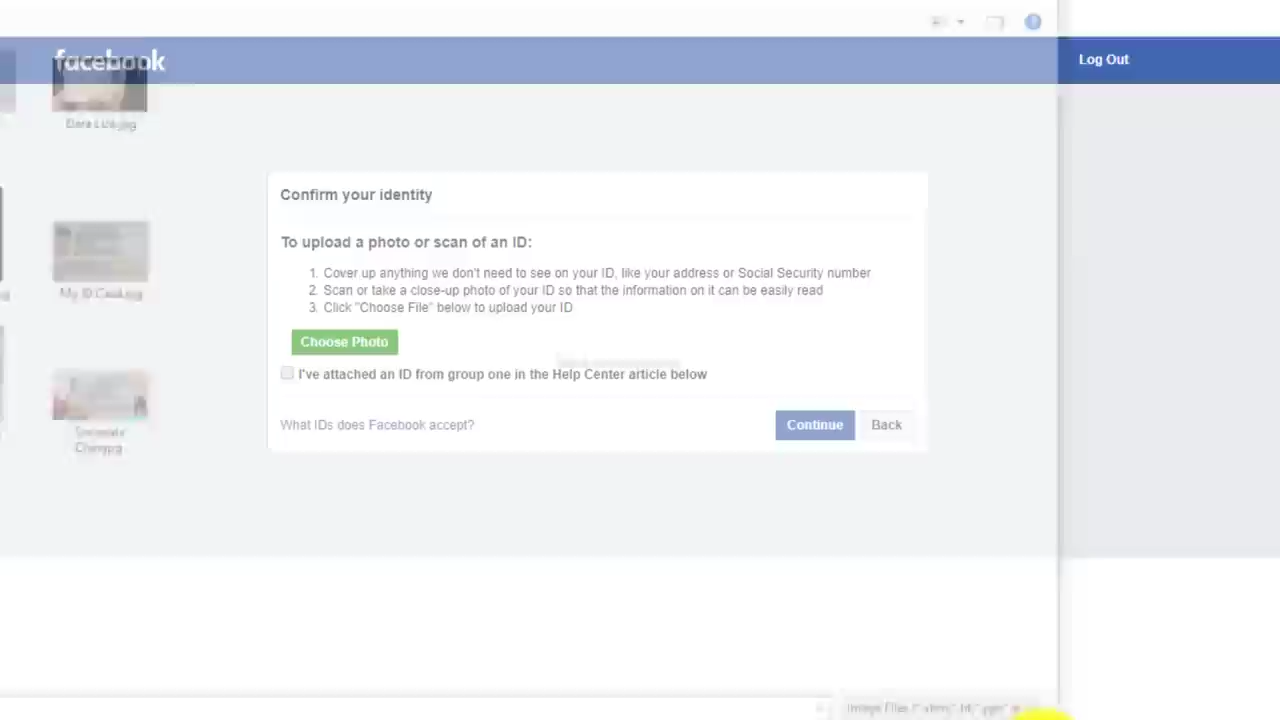 facebook
Log Out
My ID Card.jpg
Confirm your identity
To upload a photo or scan of an ID:
1. Cover up anything we don't need to see on your ID, like your address or Social Security number
2. Scan or take a close-up photo of your ID so that the information on it can be easily read
3. Click "Choose File" below to upload your ID
Choose Photo
I've attached an ID from group one in the Help Center article below
What IDs does Facebook accept?
Continue
Back